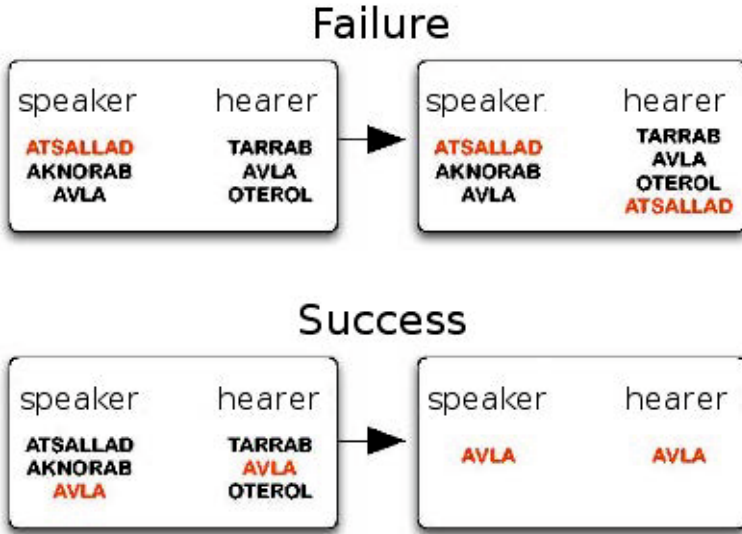 Failure
speaker hearer speaker hearer
ATSALLAD TARRAB ATSALLAD TARRAB
AKNORAB AVLA AKNORAB AVLA
AVLA OTEROL AVLA OTEROL
ATSALLAD
Success
speaker hearer speaker hearer
ATSALLAD TARRAB
AKNORAB AVLA AVLA AVLA
AVLA OTEROL